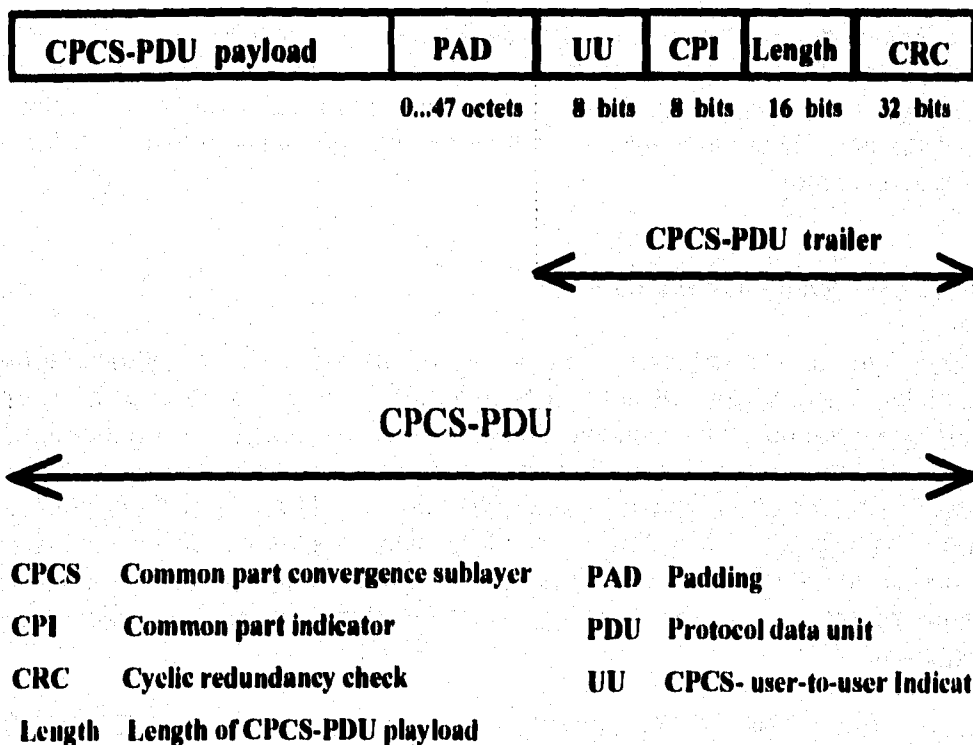 CPCS-PDU payload PAD UU CPI Length CRC
0...47 octets 8 bits 8 bits 16 bits 32 bits
CPCS-PDU trailer
CPCS-PDU
CPCS Common part convergence sublayer PAD Padding
CPI Common part indicator PDU Protocol data unit
CRC Cyclic redundancy check UU CPCS- user-to-user Indicat
Length Length of CPCS-PDU playload